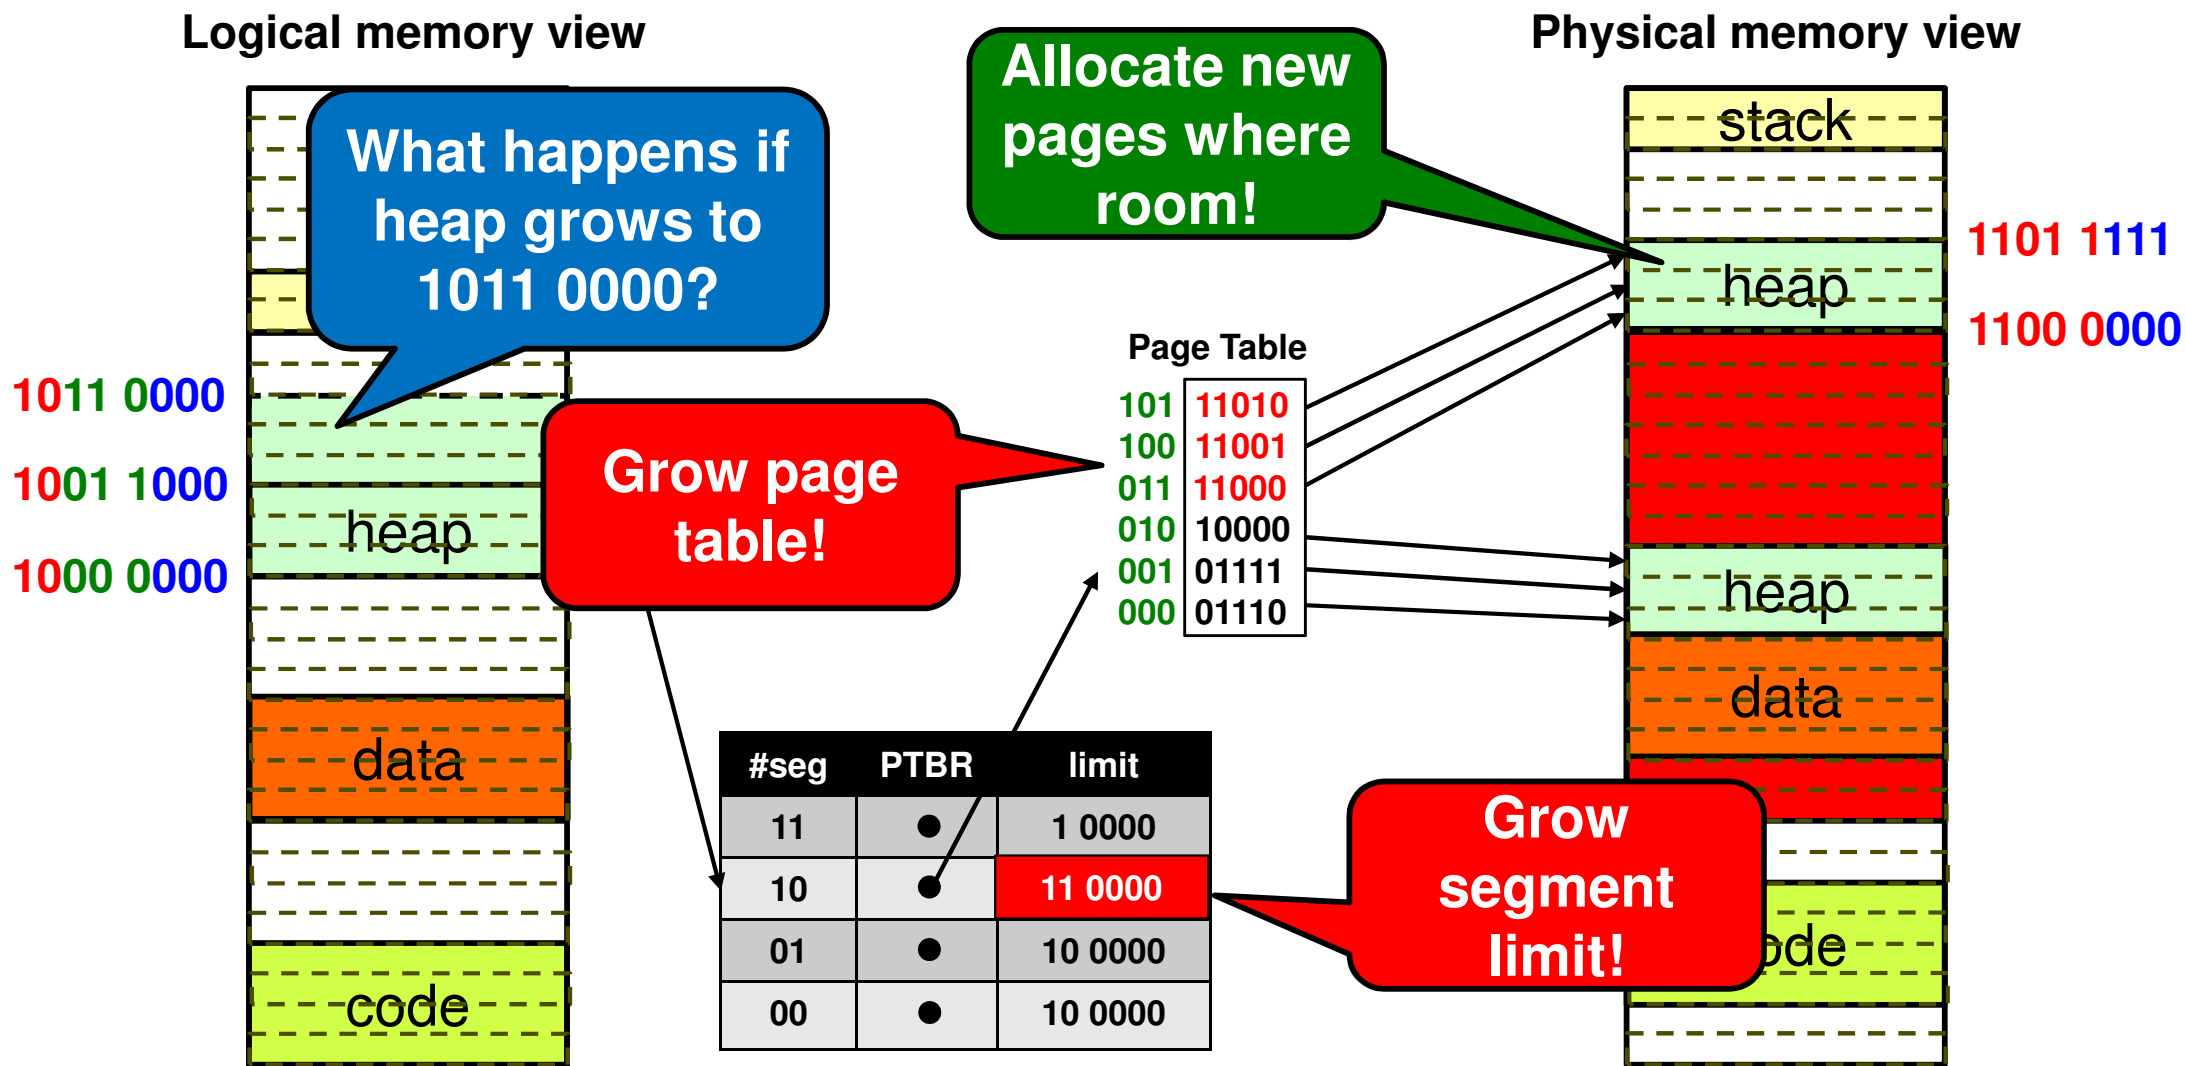 Logical memory view
Physical memory view
What happens if
heap grows to
1011 0000?
Allocate new
pages where
room!
stack
1101 1111
heap
1100 0000
Page Table
1011 0000
101 11010
100 11001
011 11000
010 10000
001 01111
000 01110
Grow page
table!
1001 1000
heap
1000 0000
heap
data
data
#seg PTBR limit
11 1 0000
10 11 0000
01 10 0000
00 10 0000
Grow
segment
limit!
ode
code